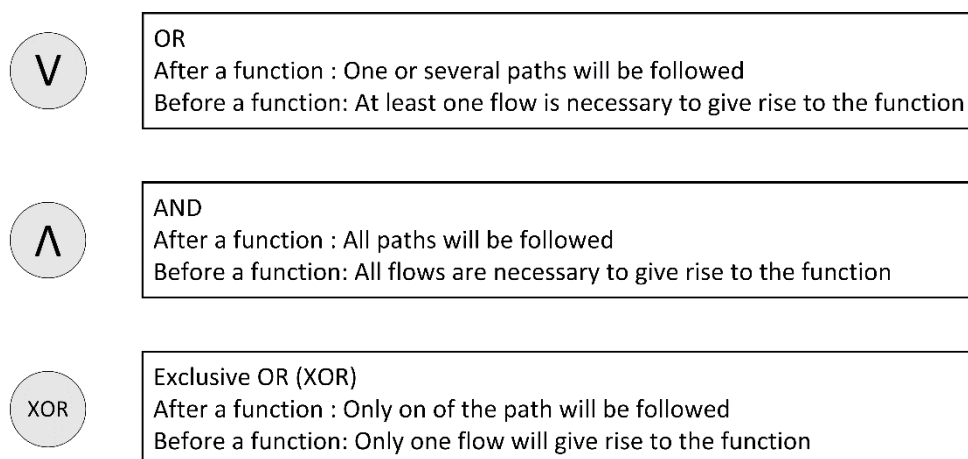 V
OR
After a function : One or several paths will be followed
Before a function: At least one flow is necessary to give rise to the function
Λ
AND
After a function : All paths will be followed
Before a function: All flows are necessary to give rise to the function
XOR
Exclusive OR (XOR)
After a function : Only on of the path will be followed
Before a function: Only one flow will give rise to the function